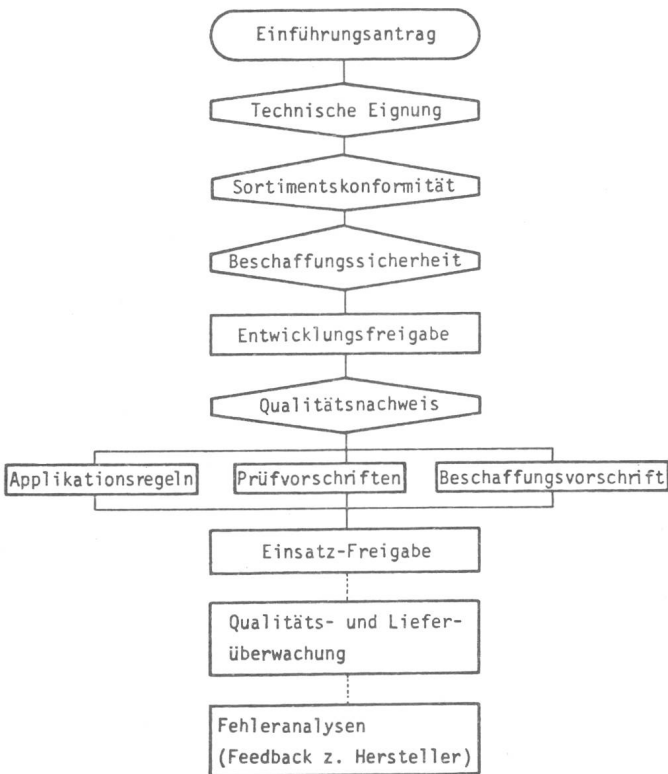 Einführungsantrag
Technische Eignung
Sortimentskonformität
Beschaffungssicherheit
Entwicklungsfreigabe
Qualitätsnachweis
Applikationsregeln
Prüfvorschriften
Beschaffungsvorschrift
Einsatz-Freigabe
Qualitäts- und Liefer-
überwachung
Fehleranalysen
(Feedback z. Hersteller)